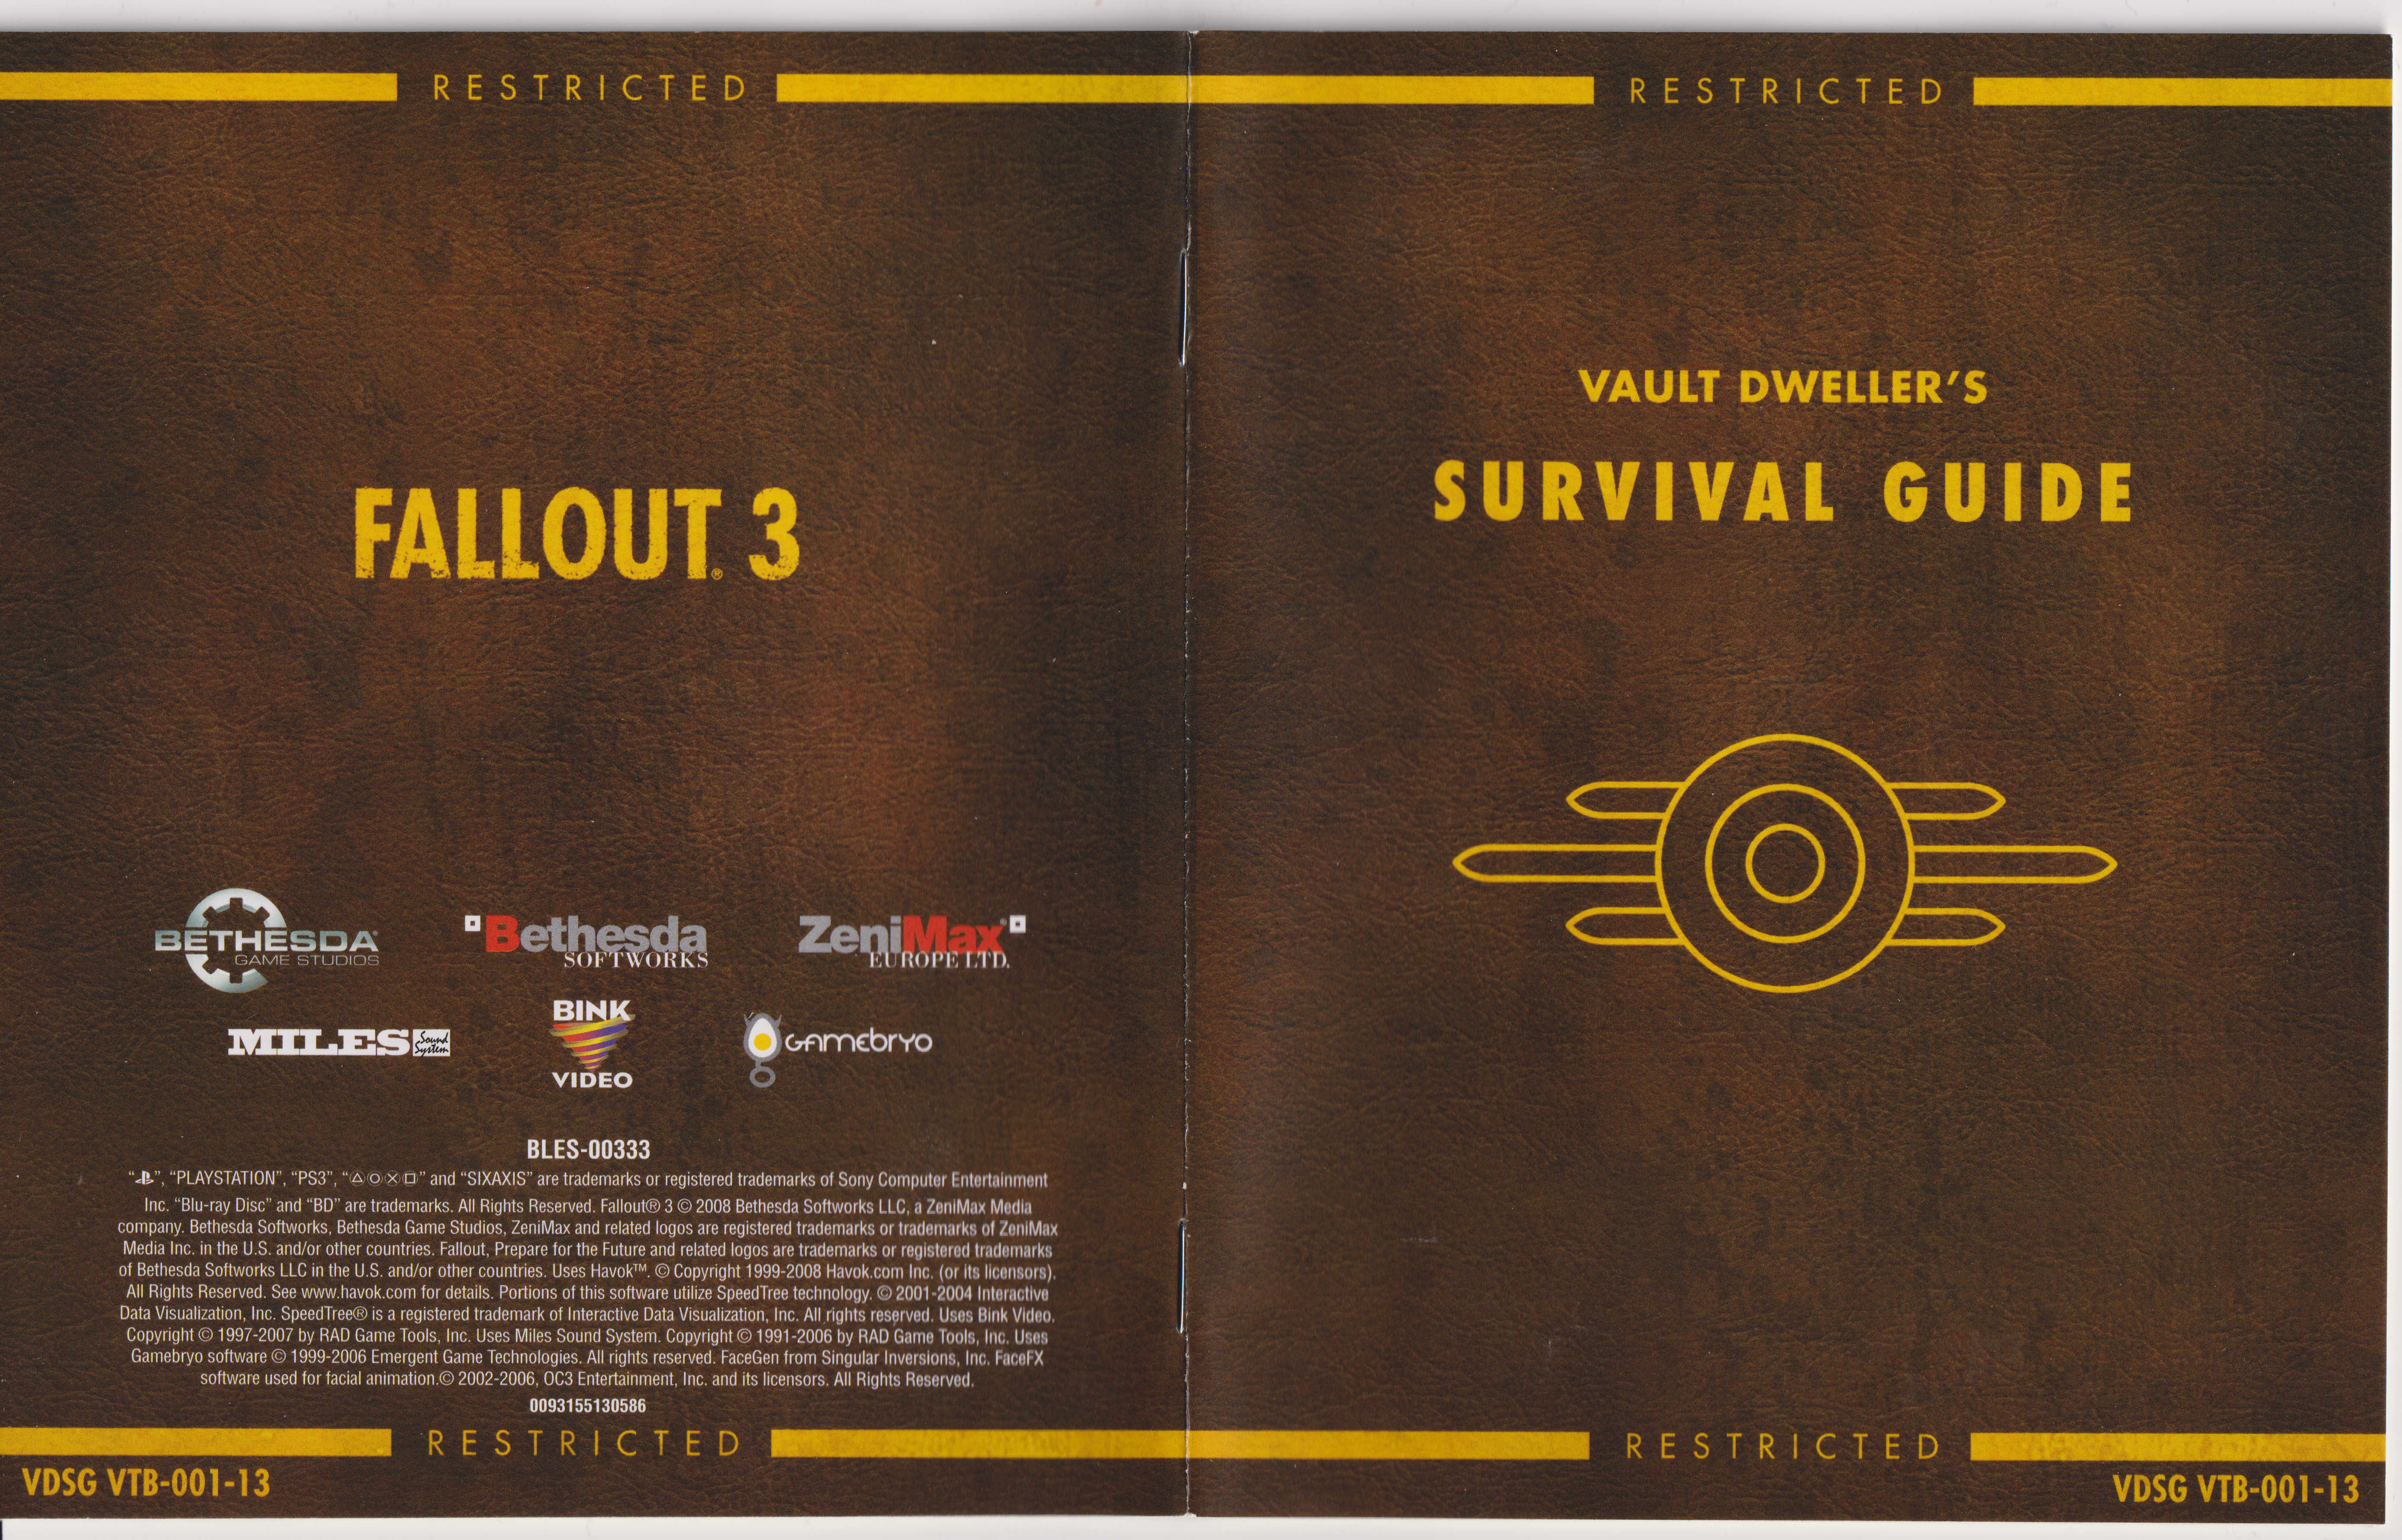 RESTRICTED
FALLOUT® 3
BETHESDA®
GAME STUDIOS
Bethesda
SOFTWORKS
ZeniMax®
EUROPE LTD.
MILES Sound System
BINK
VIDEO
GAMEBRYO
BLES-00333
“”, “PLAYSTATION”, “PS3”, “△○✕□” and “SIXAXIS” are trademarks or registered trademarks of Sony Computer Entertainment
Inc. “Blu-ray Disc” and “BD” are trademarks. All Rights Reserved. Fallout® 3 © 2008 Bethesda Softworks LLC, a ZeniMax Media
company. Bethesda Softworks, Bethesda Game Studios, ZeniMax and related logos are registered trademarks or trademarks of ZeniMax
Media Inc. in the U.S. and/or other countries. Fallout, Prepare for the Future and related logos are trademarks or registered trademarks
of Bethesda Softworks LLC in the U.S. and/or other countries. Uses Havok™. © Copyright 1999-2008 Havok.com Inc. (or its licensors).
All Rights Reserved. See www.havok.com for details. Portions of this software utilize SpeedTree technology. © 2001-2004 Interactive
Data Visualization, Inc. SpeedTree® is a registered trademark of Interactive Data Visualization, Inc. All rights reserved. Uses Bink Video.
Copyright © 1997-2007 by RAD Game Tools, Inc. Uses Miles Sound System. Copyright © 1991-2006 by RAD Game Tools, Inc. Uses
Gamebryo software © 1999-2006 Emergent Game Technologies. All rights reserved. FaceGen from Singular Inversions, Inc. FaceFX
software used for facial animation.© 2002-2006, OC3 Entertainment, Inc. and its licensors. All Rights Reserved.
0093155130586
RESTRICTED
VDSG VTB-001-13
RESTRICTED
VAULT DWELLER’S
SURVIVAL GUIDE
RESTRICTED
VDSG VTB-001-13